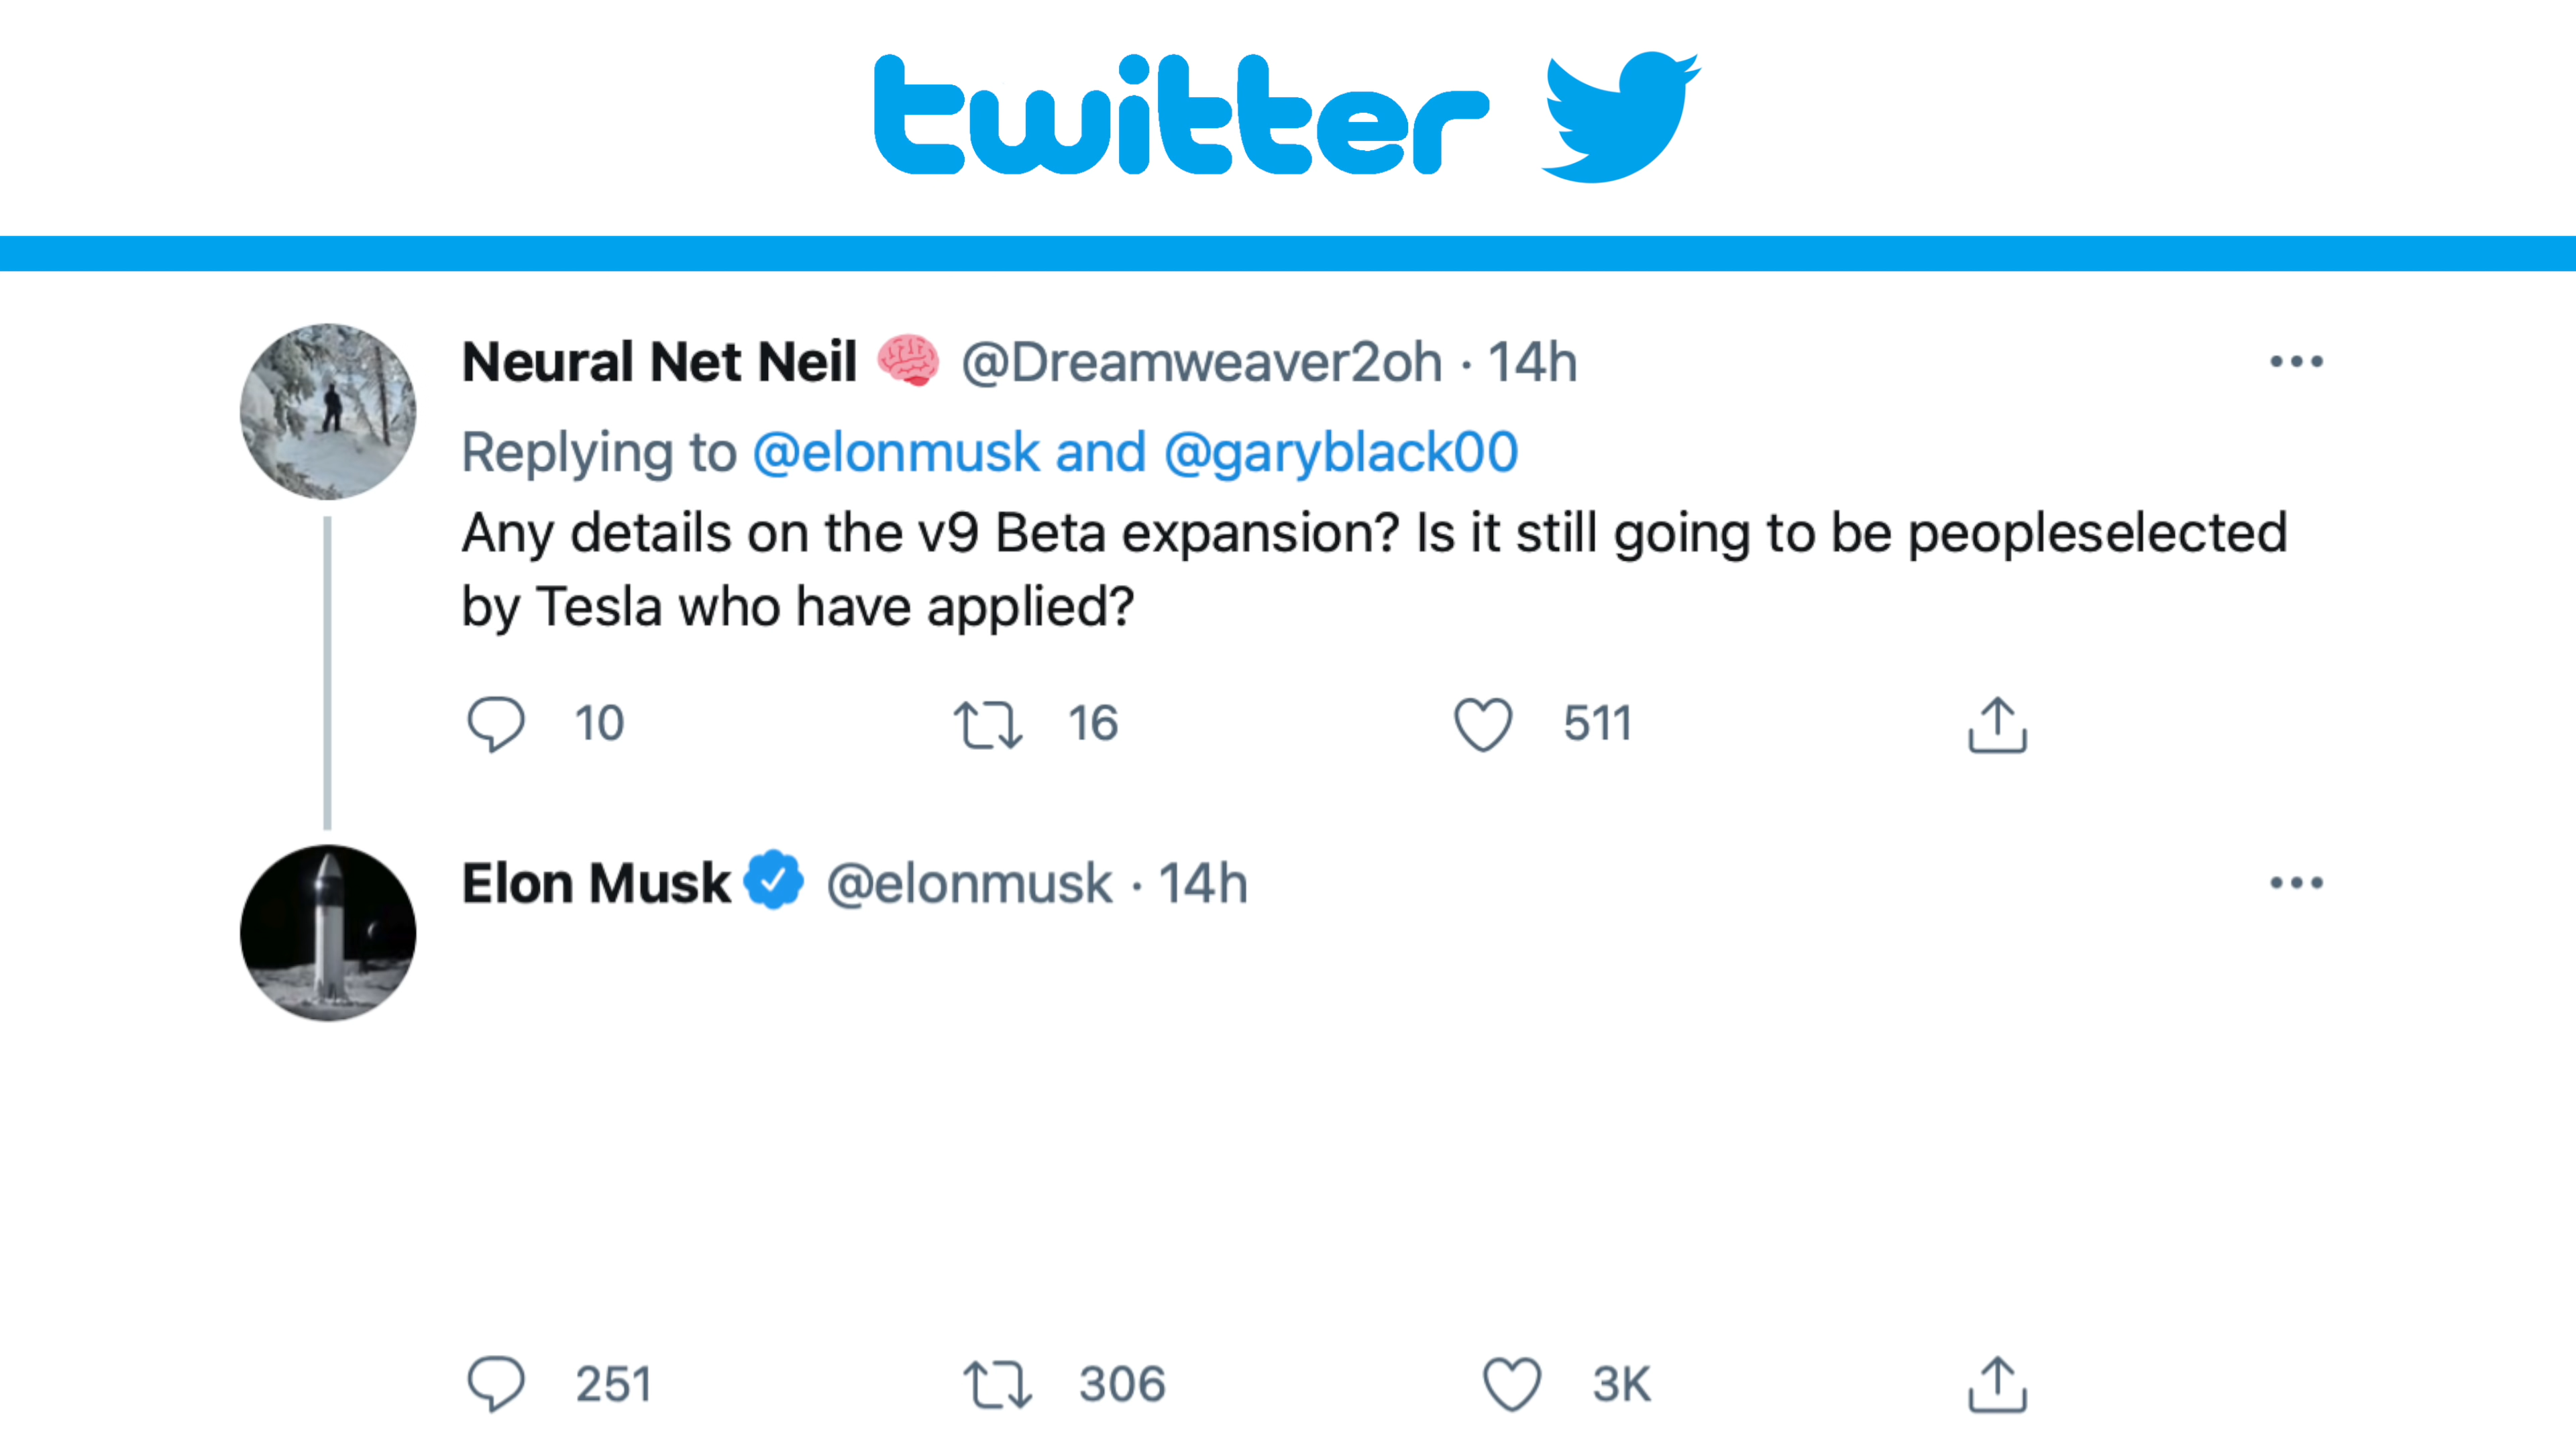 twitter
Neural Net Neil 🧠 @Dreamweaver2oh · 14h
Replying to @elonmusk and @garyblack00
Any details on the v9 Beta expansion? Is it still going to be peopleselected
by Tesla who have applied?
10 16 511
Elon Musk @elonmusk · 14h
251 306 3K